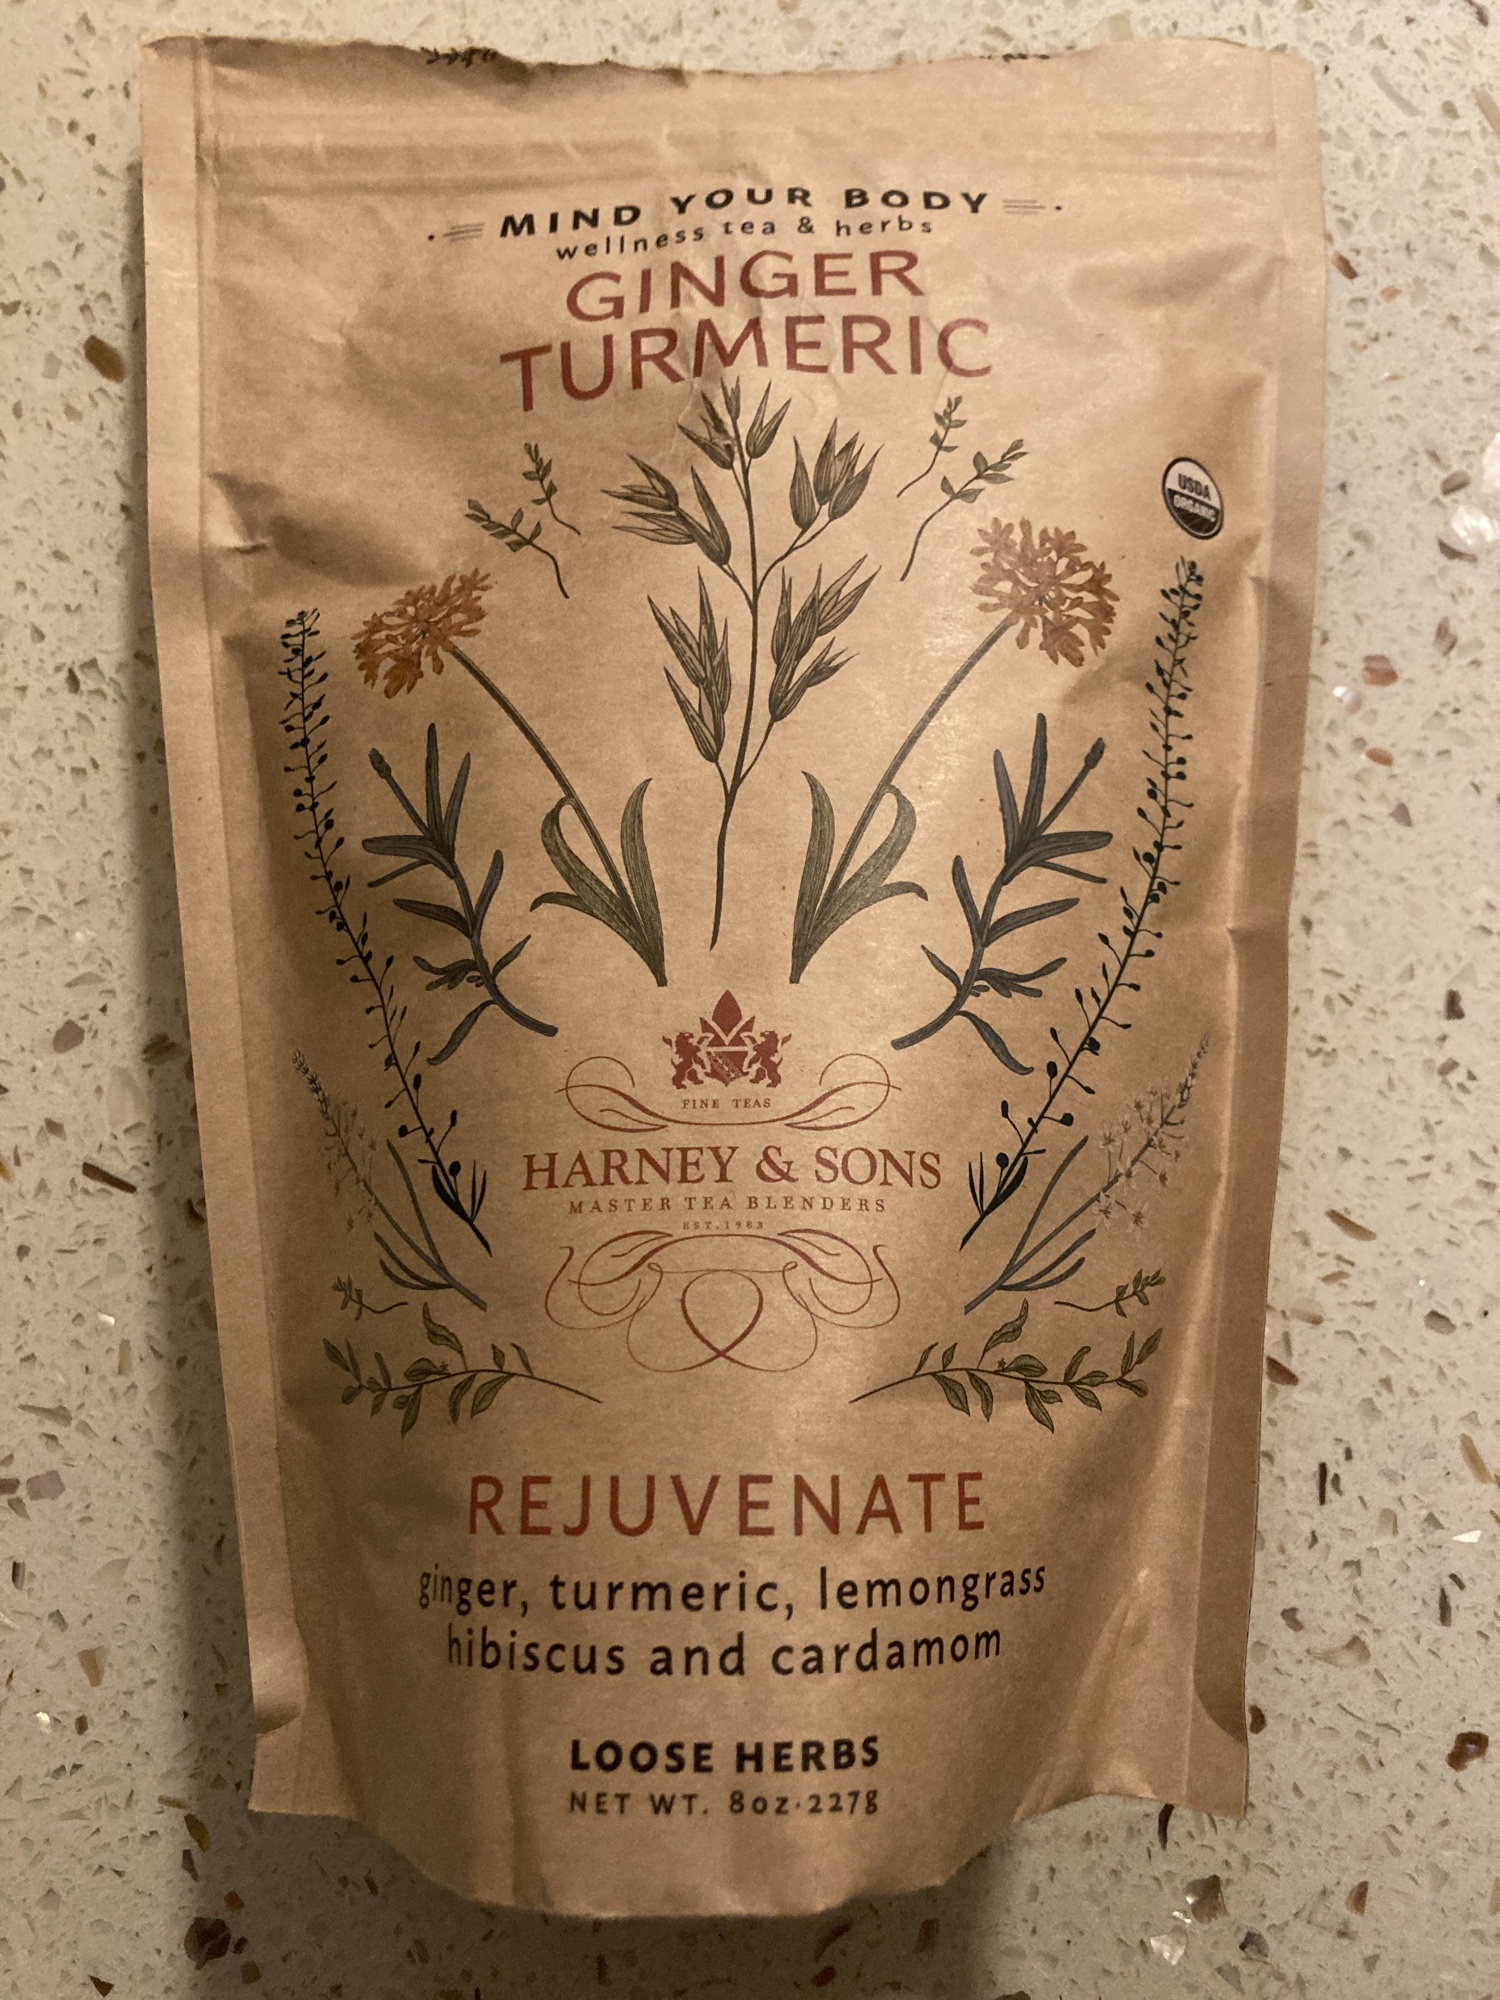 MIND YOUR BODY
wellness tea & herbs
GINGER
TURMERIC
USDA
ORGANIC
FINE TEAS
HARNEY & SONS
MASTER TEA BLENDERS
EST. 1983
REJUVENATE
ginger, turmeric, lemongrass
hibiscus and cardamom
LOOSE HERBS
NET WT. 8oz·227g